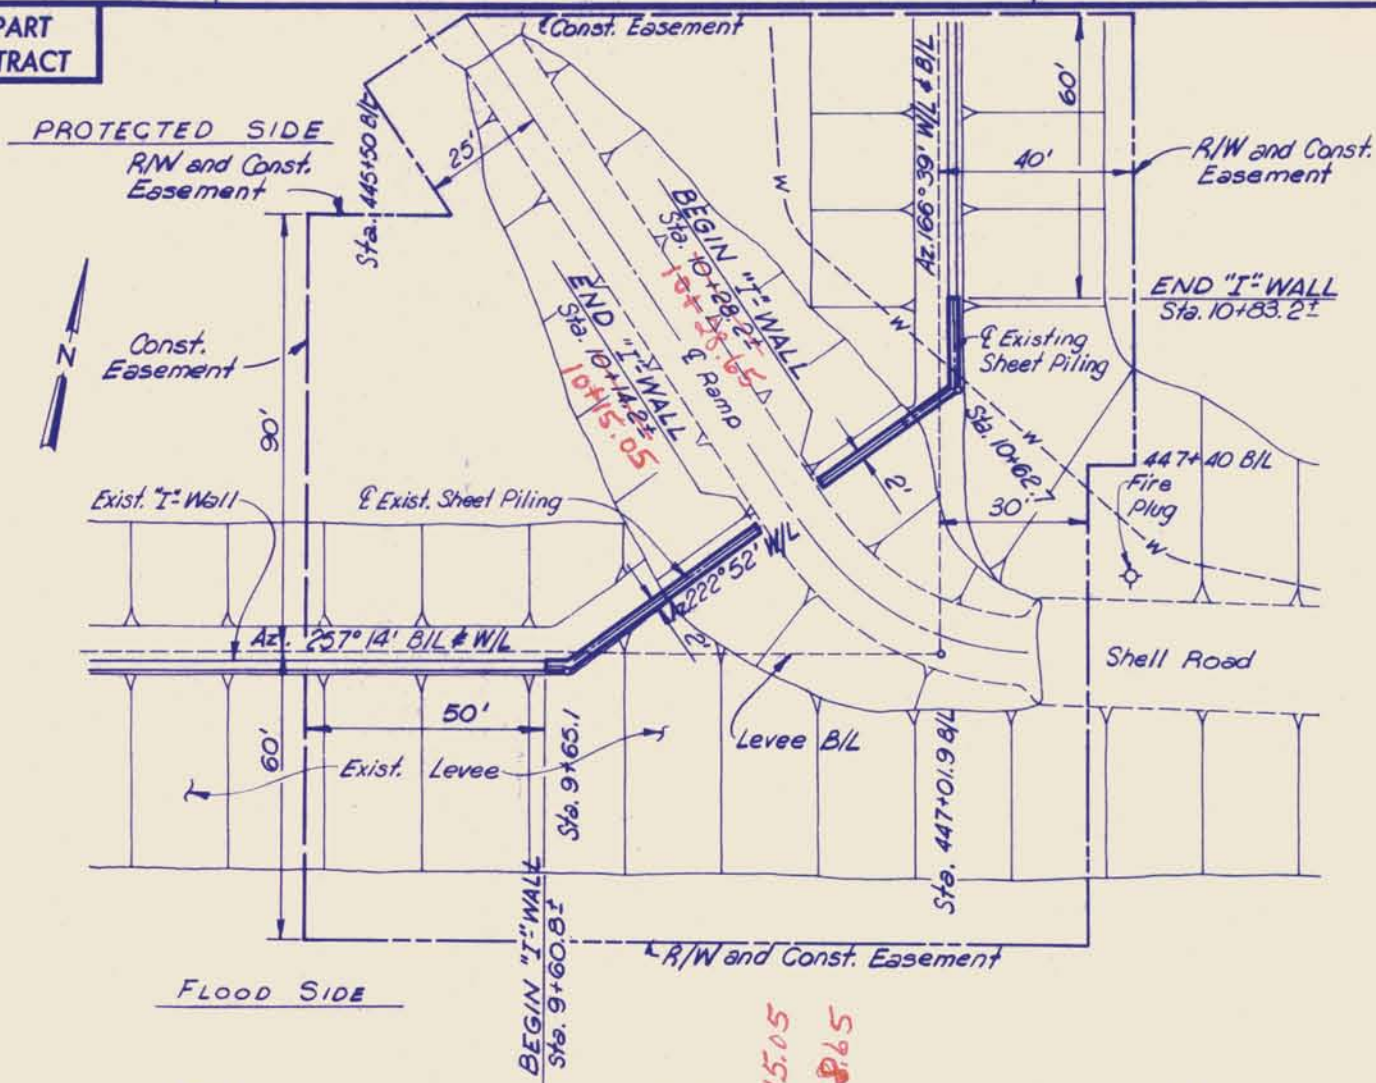 PART
TRACT
₵ Const. Easement
PROTECTED SIDE
R/W and Const.
Easement
Sta. 445+50 B/L
25'
Az. 166°39' W/L & B/L
60'
40'
R/W and Const.
Easement
W
BEGIN "I"-WALL
Sta. 10+28.2±
10+28.65
END "I"-WALL
Sta. 10+14.2±
10+15.05
₵ Ramp
W
END "I"-WALL
Sta. 10+83.2±
₵ Existing
Sheet Piling
N
Const.
Easement
90'
Sta. 10+62.7
W
2'
447+40 B/L
Fire
Plug
30'
W
Exist. "I"-Wall
₵ Exist. Sheet Piling
W/L
Az 222°52'
2'
Az. 257°14' B/L & W/L
Shell Road
50'
60'
Exist. Levee
Sta. 9+65.1
Levee B/L
Sta. 447+01.9 B/L
BEGIN "I"-WALL
Sta. 9+60.8±
R/W and Const. Easement
FLOOD SIDE
15.05
8.65